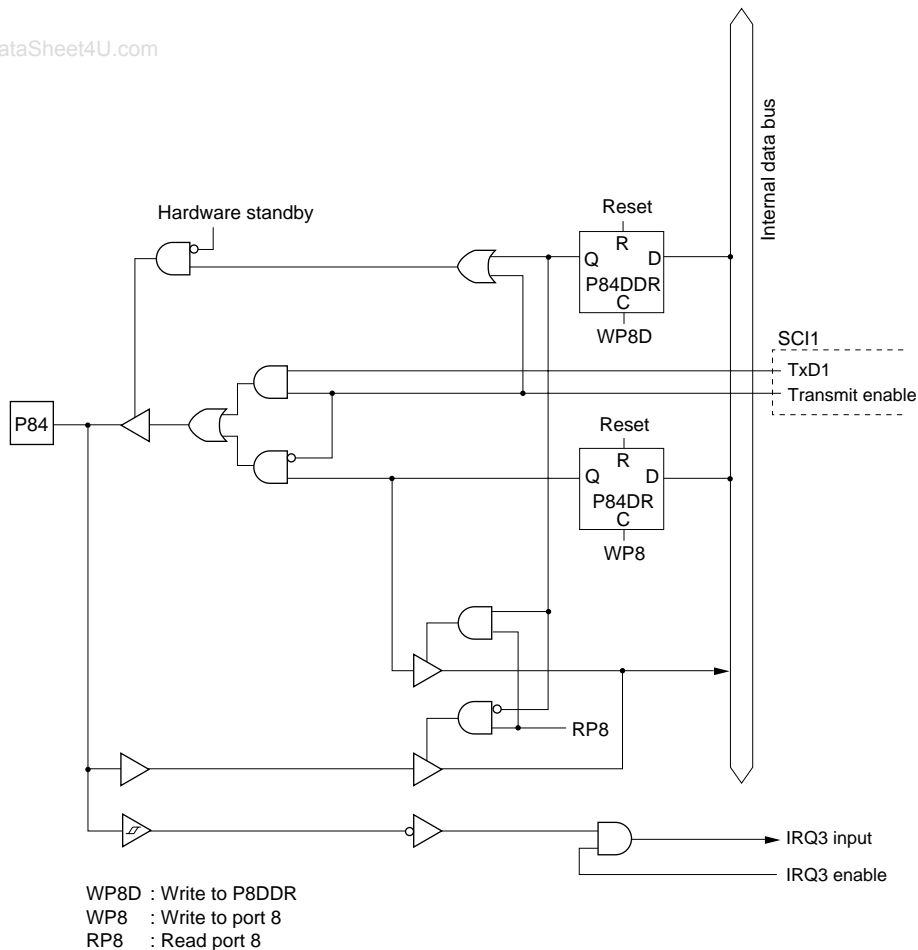 ataSheet4U.com
Internal data bus
Hardware standby
Reset
R
Q D
P84DDR
C
WP8D
SCI1
TxD1
Transmit enable
P84
Reset
R
Q D
P84DR
C
WP8
RP8
IRQ3 input
IRQ3 enable
WP8D : Write to P8DDR
WP8 : Write to port 8
RP8 : Read port 8